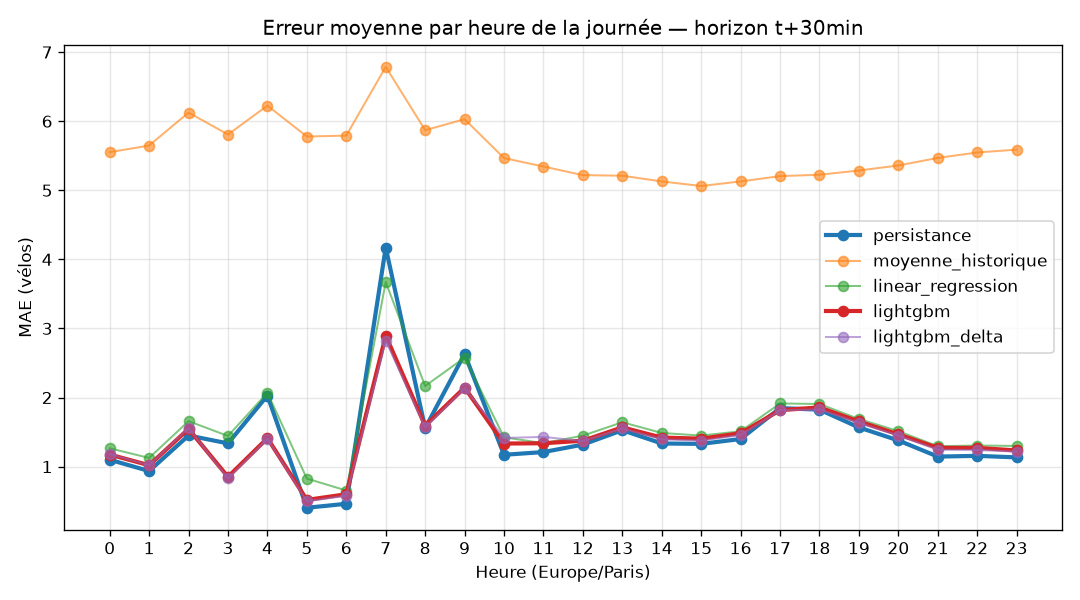 Erreur moyenne par heure de la journée — horizon t+30min
7
6
5
4
3
2
1
MAE (vélos)
persistance
moyenne_historique
linear_regression
lightgbm
lightgbm_delta
0 1 2 3 4 5 6 7 8 9 10 11 12 13 14 15 16 17 18 19 20 21 22 23
Heure (Europe/Paris)